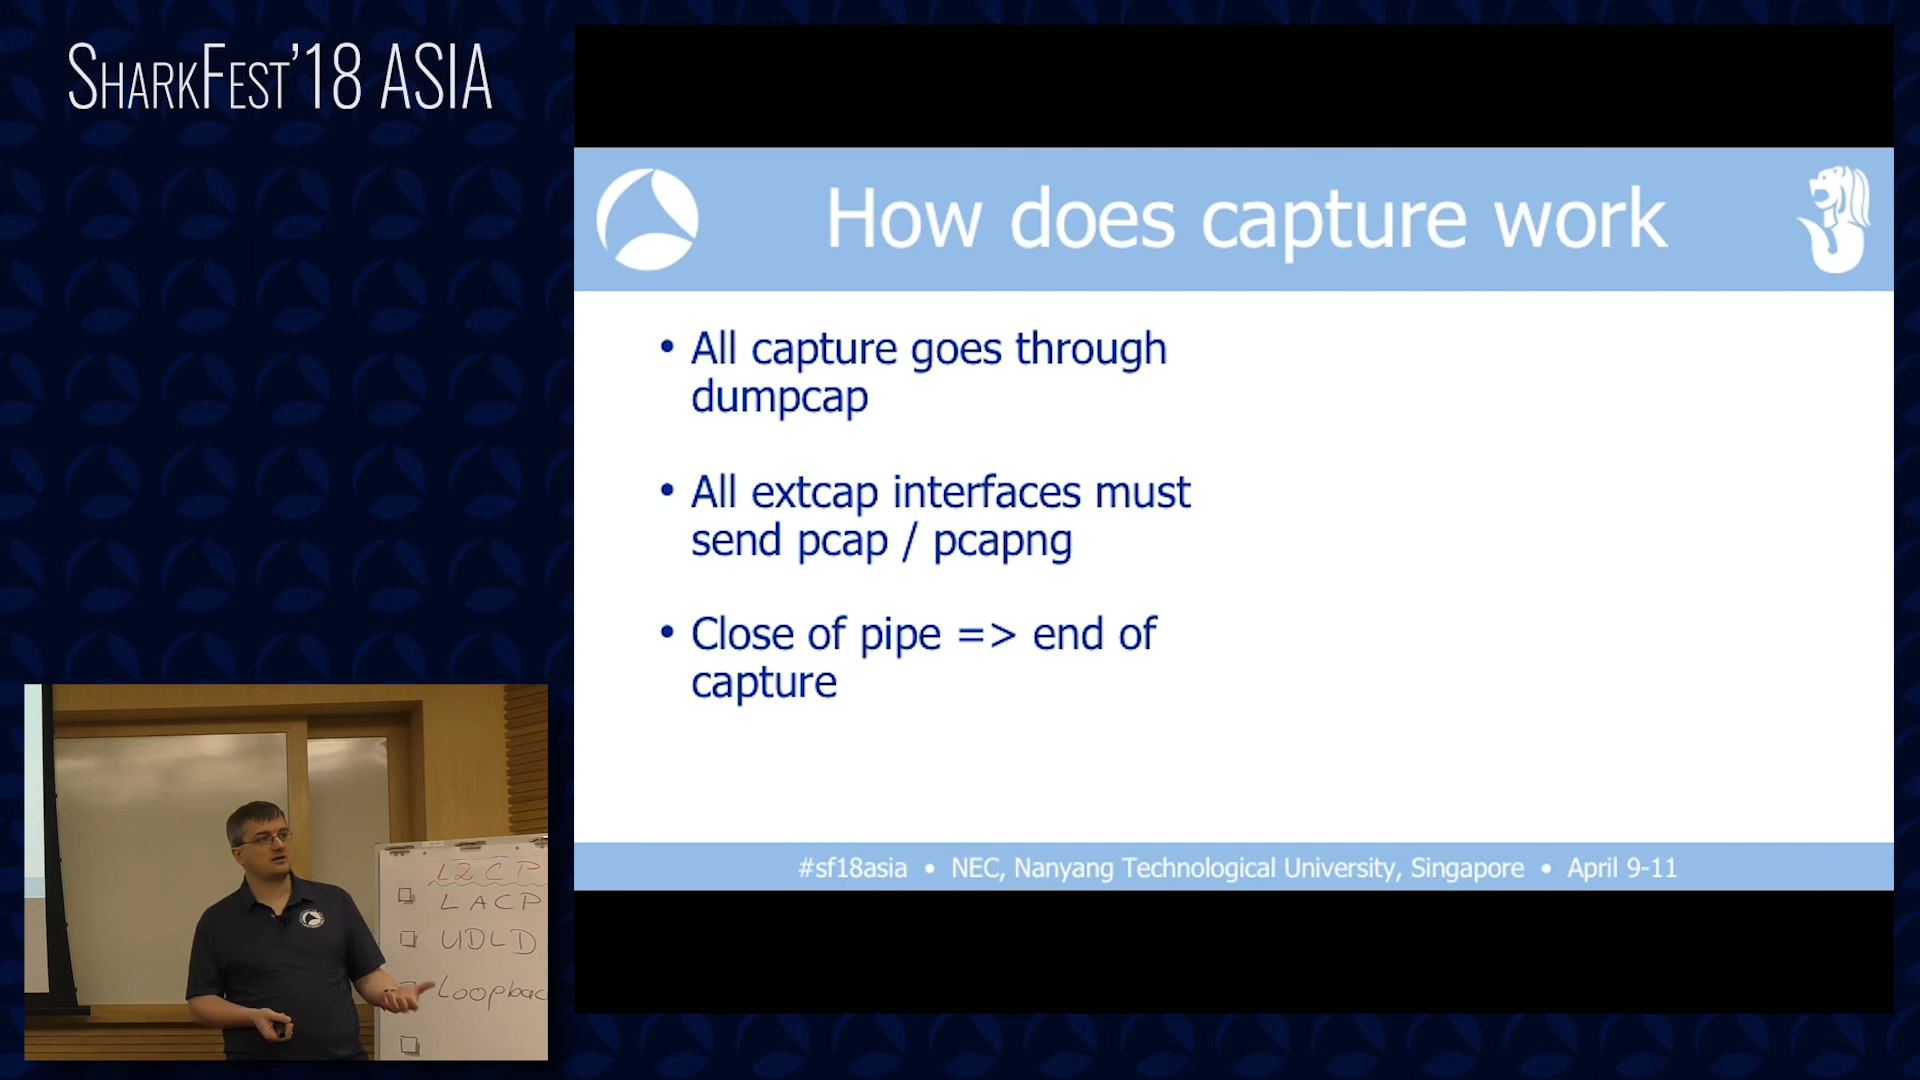 SHARKFEST'18 ASIA
How does capture work
• All capture goes through
dumpcap
• All extcap interfaces must
send pcap / pcapng
• Close of pipe => end of
capture
#sf18asia • NEC, Nanyang Technological University, Singapore • April 9-11
L2CP
LACP
UDLD
Loopbac